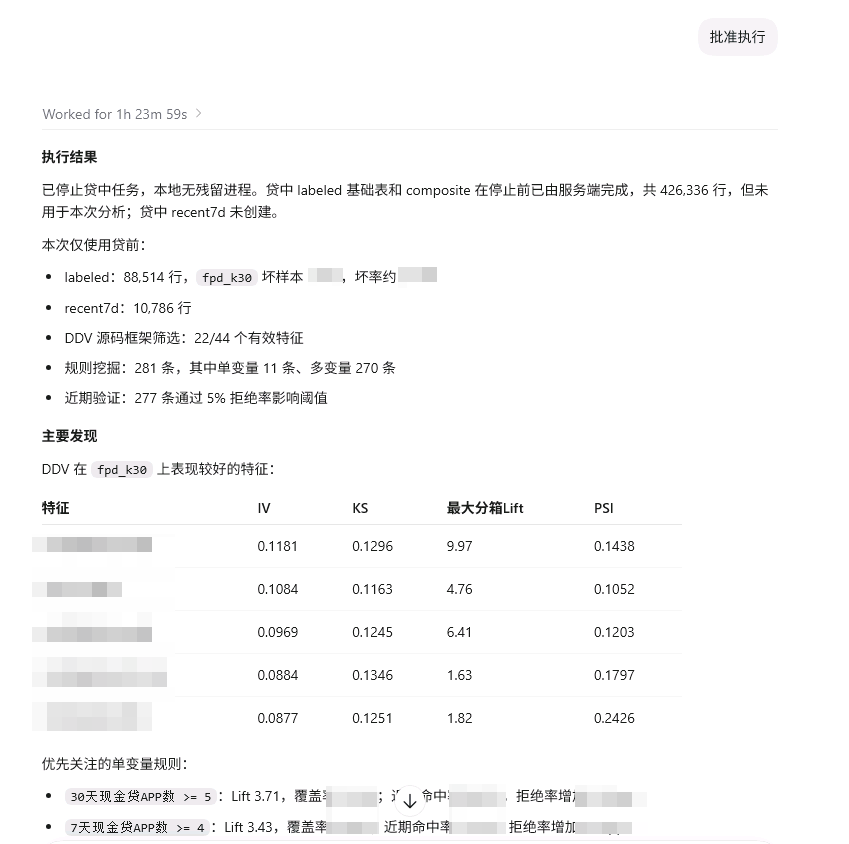 批准执行
Worked for 1h 23m 59s
执行结果
已停止贷中任务，本地无残留进程。贷中 labeled 基础表和 composite 在停止前已由服务端完成，共 426,336 行，但未
用于本次分析；贷中 recent7d 未创建。
本次仅使用贷前：
labeled：88,514 行， fpd_k30 坏样本 ，坏率约
recent7d：10,786 行
DDV 源码框架筛选：22/44 个有效特征
规则挖掘：281 条，其中单变量 11 条、多变量 270 条
近期验证：277 条通过 5% 拒绝率影响阈值
主要发现
DDV 在 fpd_k30 上表现较好的特征：
特征 IV KS 最大分箱Lift PSI
0.1181 0.1296 9.97 0.1438
0.1084 0.1163 4.76 0.1052
0.0969 0.1245 6.41 0.1203
0.0884 0.1346 1.63 0.1797
0.0877 0.1251 1.82 0.2426
优先关注的单变量规则：
30天现金贷APP数 >= 5 ：Lift 3.71，覆盖率 ； 命中 ，拒绝率增
7天现金贷APP数 >= 4 ：Lift 3.43，覆盖率 近期命中率 拒绝率增加